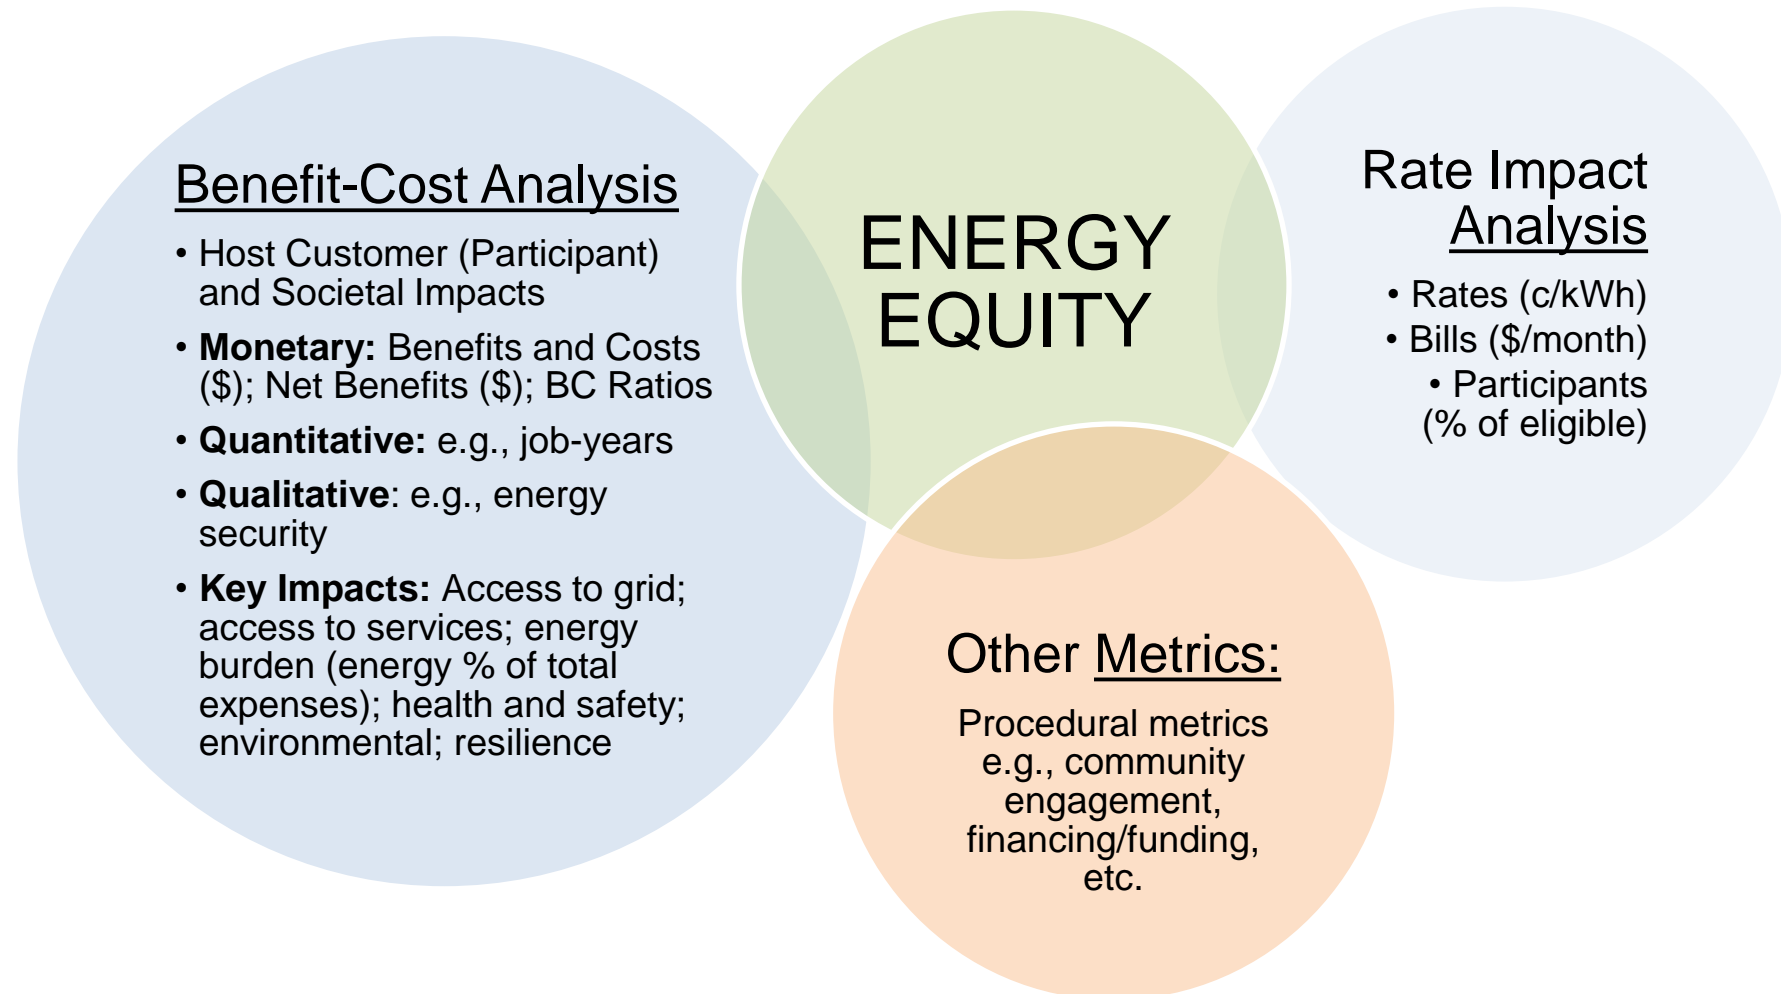 Benefit-Cost Analysis
• Host Customer (Participant)
and Societal Impacts
• Monetary: Benefits and Costs
($); Net Benefits ($); BC Ratios
• Quantitative: e.g., job-years
• Qualitative: e.g., energy
security
• Key Impacts: Access to grid;
access to services; energy
burden (energy % of total
expenses); health and safety;
environmental; resilience
ENERGY
EQUITY
Rate Impact
Analysis
• Rates (c/kWh)
• Bills ($/month)
• Participants
(% of eligible)
Other Metrics:
Procedural metrics
e.g., community
engagement,
financing/funding,
etc.